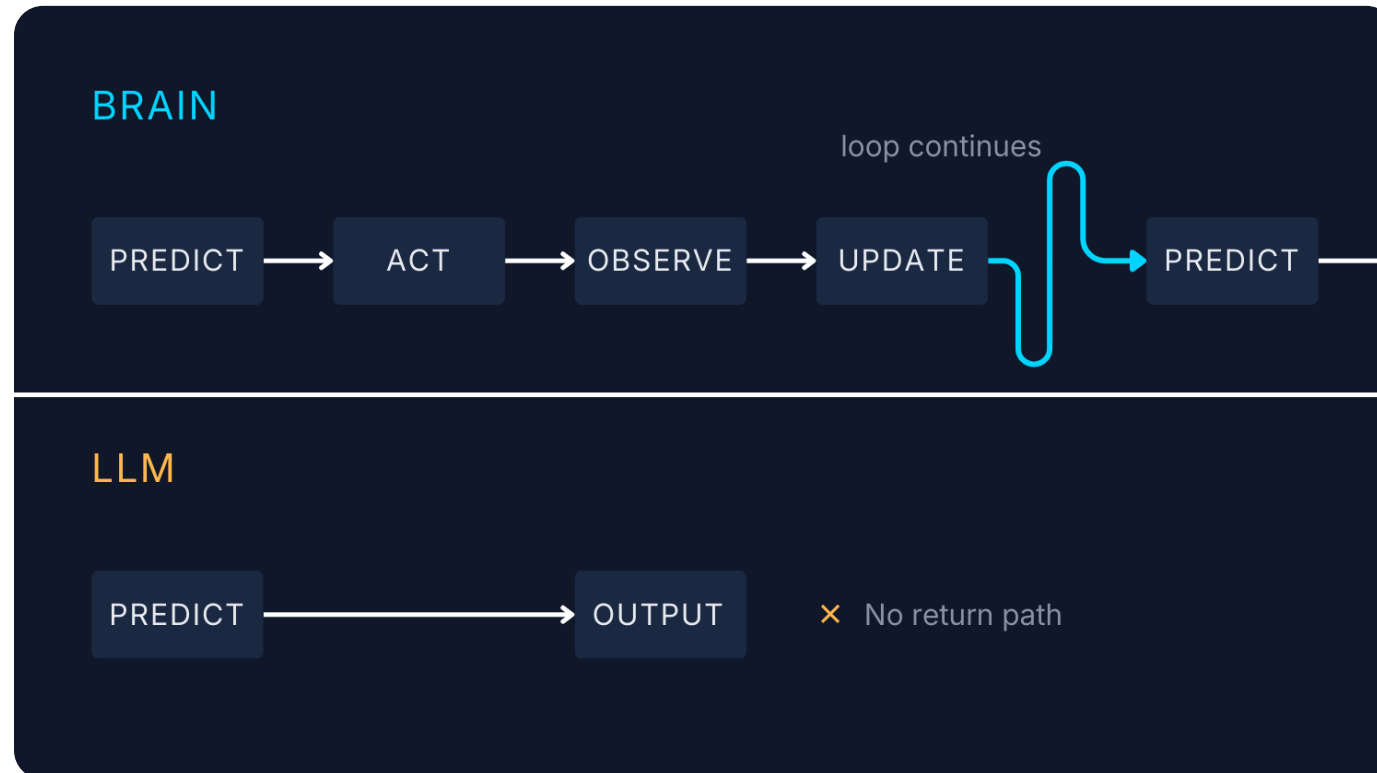 BRAIN
loop continues
PREDICT
ACT
OBSERVE
UPDATE
PREDICT
LLM
PREDICT
OUTPUT
× No return path